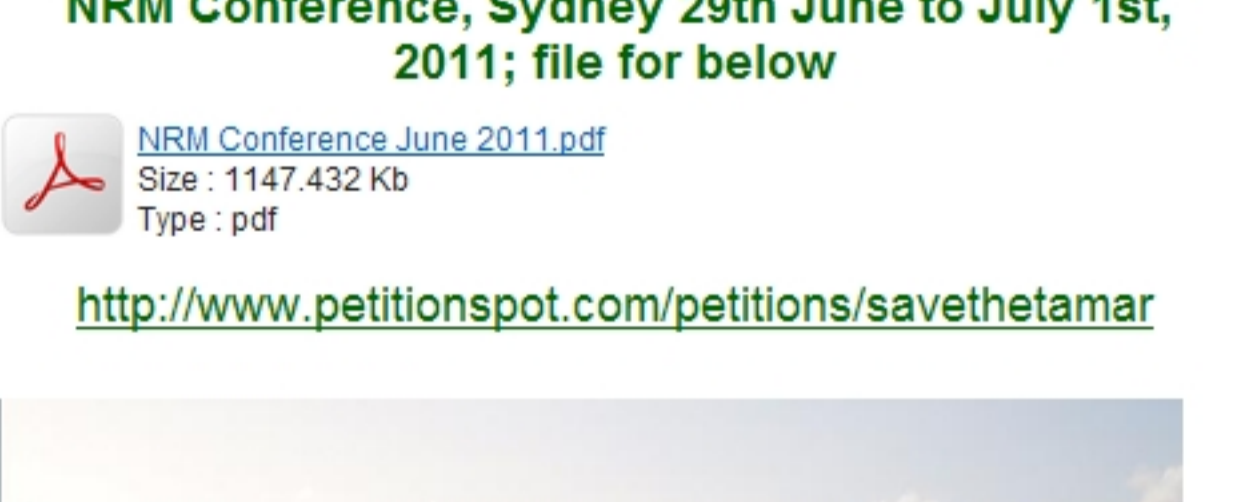 NRM Conference, Sydney 29th June to July 1st,
2011; file for below
NRM Conference June 2011.pdf
Size : 1147.432 Kb
Type : pdf
http://www.petitionspot.com/petitions/savethetamar